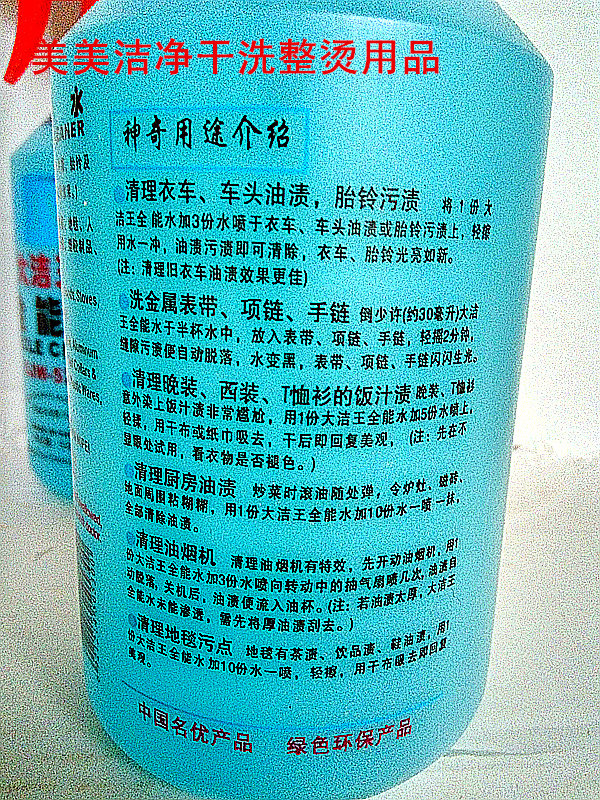 美美洁净干洗整烫用品
水
神奇用途介绍
清理衣车、车头油渍,胎铃污渍 将1份大
洁王全能水加3份水喷于衣车、车头油渍或胎铃污渍上,轻擦
用水一冲,油渍污渍即可清除,衣车、胎铃光亮如新。
(注:清理旧衣车油渍效果更佳)
洗金属表带、项链、手链 倒少许(约30毫升)大洁
王全能水于半杯水中,放入表带、项链、手链,轻摇2分钟,
缝隙污渍便自动脱落,水变黑,表带、项链、手链闪闪生光。
清理晚装、西装、T恤衫的饭汁渍 晚装、T恤衫
意外染上饭汁渍非常尴尬,用1份大洁王全能水加5份水喷上,
轻揉,用干布或纸巾吸去,干后即回复美观,(注:先在不
显眼处试用,看衣物是否褪色。)
清理厨房油渍 炒菜时滚油随处弹,令炉灶、磁砖、
地面周围粘糊糊,用1份大洁王全能水加10份水一喷一抹,
全部清除油渍。
清理油烟机 清理油烟机有特效,先开动油烟机,用1
份大洁王全能水加3份水喷向转动中的抽气扇喷几次,油渍自
动脱落,关机后,油渍便流入油杯。(注:若油渍太厚,大洁王
全能水未能渗透,需先将厚油渍刮去。)
清理地毯污点 地毯有茶渍、饮品渍、鞋油渍,用1
份大洁王全能水加10份水一喷,轻擦,用干布吸去即回复
美观。
中国名优产品 绿色环保产品